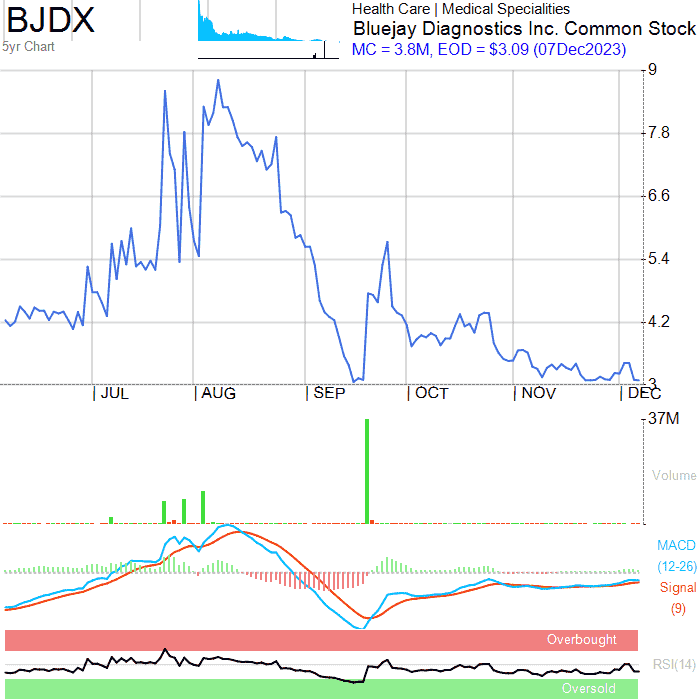 BJDX
5yr Chart
Health Care | Medical Specialities
Bluejay Diagnostics Inc. Common Stock
MC = 3.8M, EOD = $3.09 (07Dec2023)
9
7.8
6.6
5.4
4.2
3
JUL
AUG
SEP
OCT
NOV
DEC
37M
Volume
MACD
(12-26)
Signal
(9)
Overbought
RSI(14)
Oversold